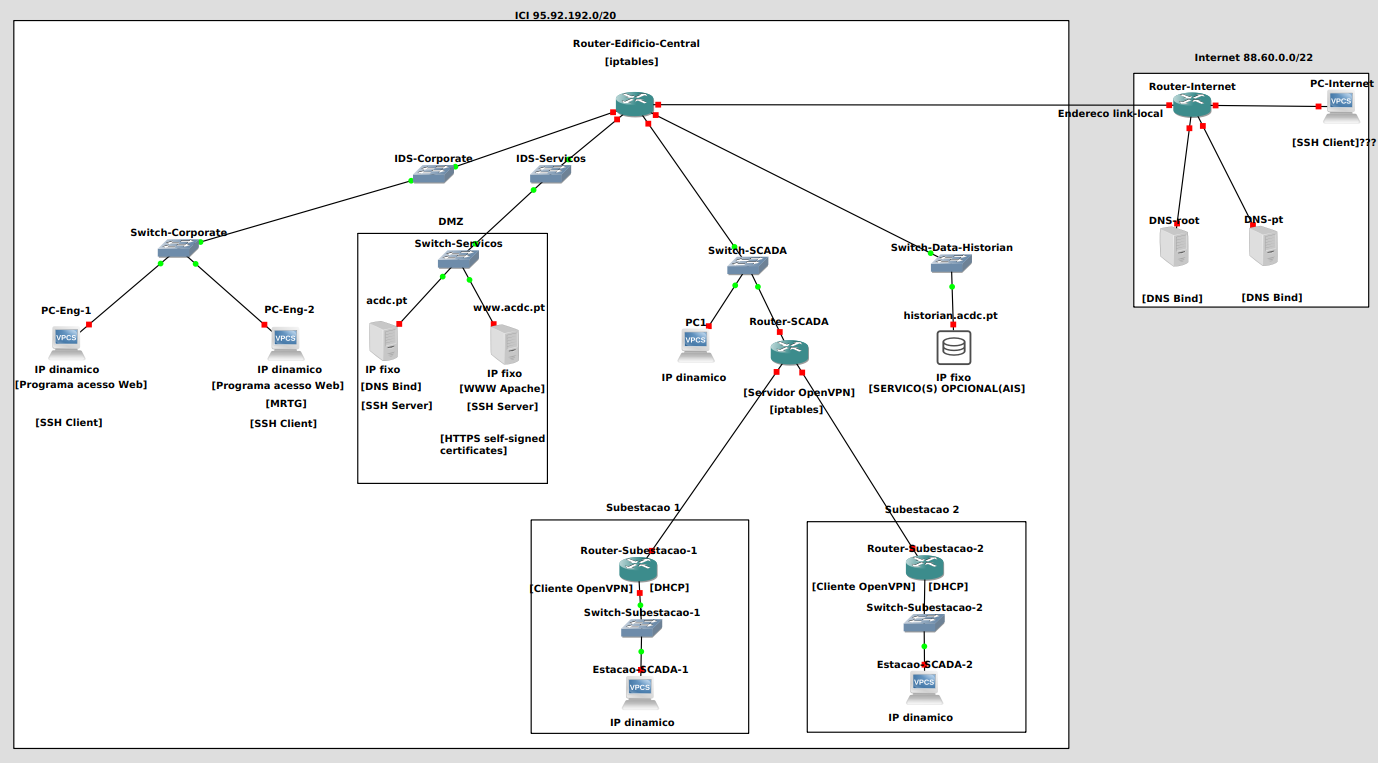 ICI 95.92.192.0/20
Router-Edificio-Central
[iptables]
Internet 88.60.0.0/22
Router-Internet
PC-Internet
VPCS
Endereco link-local
[SSH Client]???
DNS-root
DNS-pt
[DNS Bind]
[DNS Bind]
IDS-Corporate
IDS-Servicos
Switch-Corporate
DMZ
Switch-Servicos
Switch-SCADA
Switch-Data-Historian
PC-Eng-1
VPCS
IP dinamico
[Programa acesso Web]
[SSH Client]
PC-Eng-2
VPCS
IP dinamico
[Programa acesso Web]
[MRTG]
[SSH Client]
acdc.pt
IP fixo
[DNS Bind]
[SSH Server]
www.acdc.pt
IP fixo
[WWW Apache]
[SSH Server]
[HTTPS self-signed
certificates]
PC1
VPCS
IP dinamico
Router-SCADA
[Servidor OpenVPN]
[iptables]
historian.acdc.pt
IP fixo
[SERVICO(S) OPCIONAL(AIS]
Subestacao 1
Router-Subestacao-1
[Cliente OpenVPN]
[DHCP]
Switch-Subestacao-1
Estacao-SCADA-1
VPCS
IP dinamico
Subestacao 2
Router-Subestacao-2
[Cliente OpenVPN]
[DHCP]
Switch-Subestacao-2
Estacao-SCADA-2
VPCS
IP dinamico